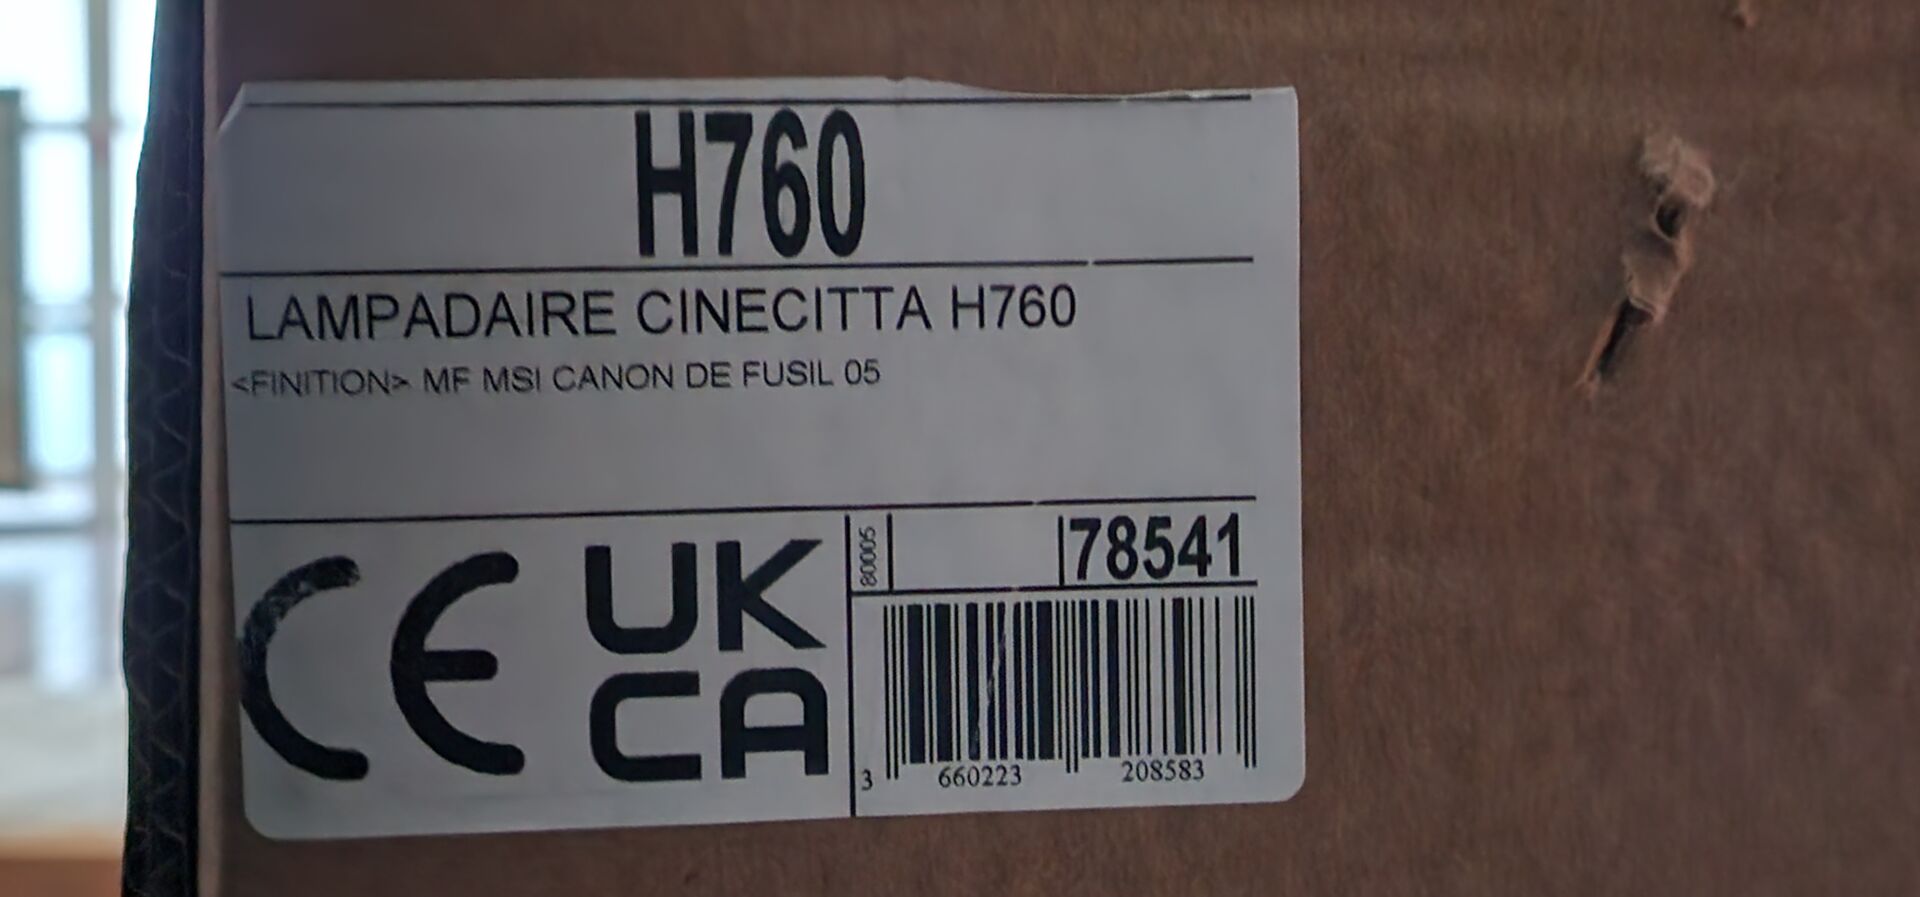 H760
LAMPADAIRE CINECITTA H760
<FINITION> MF MSI CANON DE FUSIL 05
CE
UK
CA
80005
78541
3 660223 208583